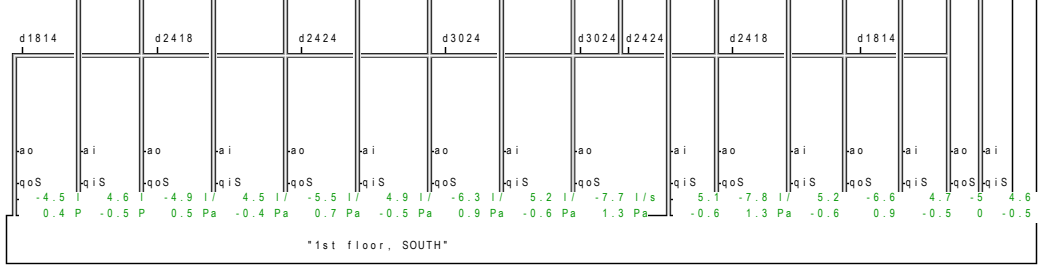 d1814 d2418 d2424 d3024 d3024 d2424 d2418 d1814
ao ai ao ai ao ai ao ai ao ai ao ai ao ai ao ai
qoS qiS qoS qiS qoS qiS qoS qiS qoS qiS qoS qiS qoS qiS qoS qiS
-4.5 l 4.6 l -4.9 l/ 4.5 l/ -5.5 l/ 4.9 l/ -6.3 l/ 5.2 l/ -7.7 l/s 5.1 -7.8 l/ 5.2 -6.6 4.7 -5 4.6
0.4 P -0.5 P 0.5 Pa -0.4 Pa 0.7 Pa -0.5 Pa 0.9 Pa -0.6 Pa 1.3 Pa -0.6 1.3 Pa -0.6 0.9 -0.5 0 -0.5
"1st floor, SOUTH"